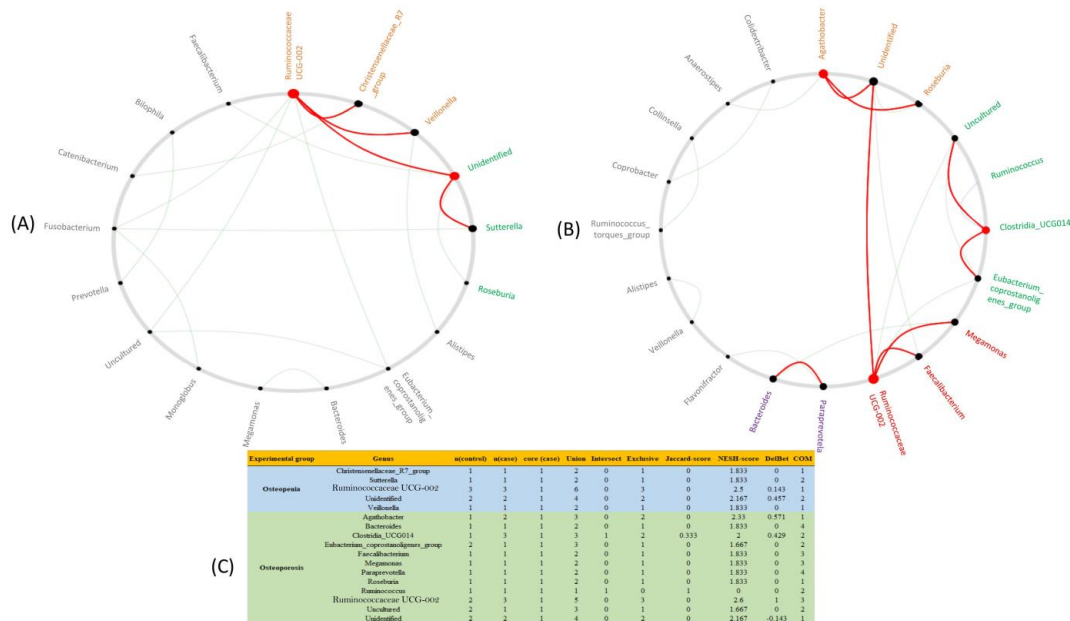 (A)
Ruminococcaceae
UCG-002
Christensenellaceae_R7
_group
Veillonella
Unidentified
Sutterella
Roseburia
Alistipes
Eubacterium_
coprostanolig
enes_group
Bacteroides
Megamonas
Monoglobus
Uncultured
Prevotella
Fusobacterium
Catenibacterium
Bilophila
Faecalibacterium
(B)
Agathobacter
Unidentified
Roseburia
Uncultured
Ruminococcus
Clostridia_UCG014
Eubacterium_
coprostanolig
enes_group
Megamonas
Faecalibacterium
Ruminococcaceae
UCG-002
Paraprevotela
Bacteroides
Flavonifractor
Veillonella
Alistipes
Ruminococcus_
torques_group
Coprobacter
Collinsella
Anaerostipes
Colidextribacter
(C)
Experimental group Genus n(control) n(case) core (case) Union Intersect Exclusive Jaccard-score NESH-score DelBet COM
Osteopenia
Christensenellaceae_R7_group 1 1 1 2 0 1 0 1.833 0 1
Sutterella 1 1 1 2 0 1 0 1.833 0 2
Ruminococcaceae UCG-002 3 3 1 6 0 3 0 2.5 0.143 1
Unidentified 2 2 1 4 0 2 0 2.167 0.457 2
Veillonella 1 1 1 2 0 1 0 1.833 0 1
Osteoporosis
Agathobacter 1 2 1 3 0 2 0 2.33 0.571 1
Bacteroides 1 1 1 2 0 1 0 1.833 0 4
Clostridia_UCG014 1 3 1 3 1 2 0.333 2 0.429 2
Eubacterium_coprostanoligenes_group 2 1 1 3 0 1 0 1.667 0 2
Faecalibacterium 1 1 1 2 0 1 0 1.833 0 3
Megamonas 1 1 1 2 0 1 0 1.833 0 3
Paraprevotella 1 1 1 2 0 1 0 1.833 0 4
Roseburia 1 1 1 2 0 1 0 1.833 0 1
Ruminococcus 1 1 1 1 1 0 1 0 0 2
Ruminococcaceae UCG-002 2 3 1 5 0 3 0 2.6 1 3
Uncultured 2 1 1 3 0 1 0 1.667 0 2
Unidentified 2 2 1 4 0 2 0 2.167 -0.143 1